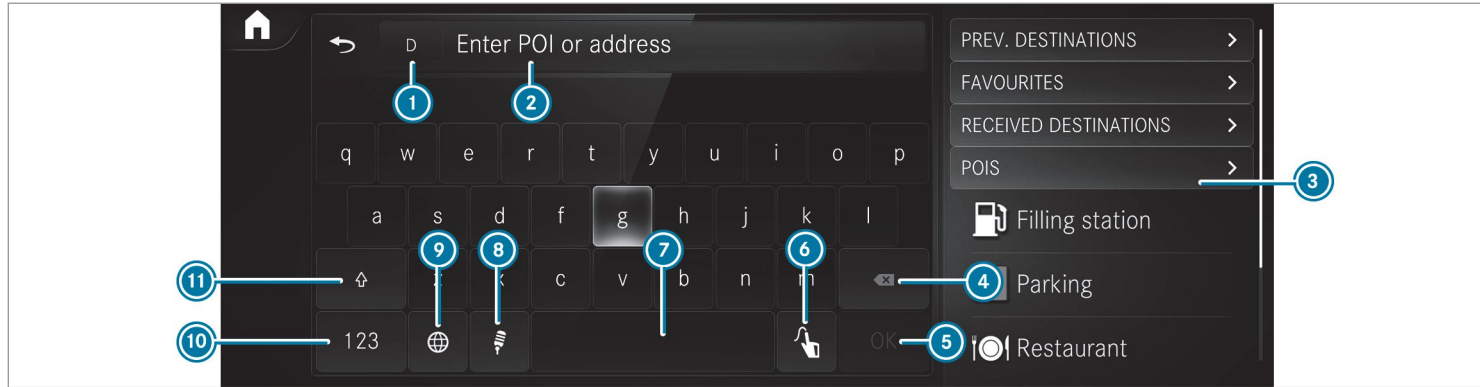 D Enter POI or address
1 2
q w e r t y u i o p
a s d f g h j k l
9 8 7 6
11 c v b n m
10 123 OK 5
PREV. DESTINATIONS
FAVOURITES
RECEIVED DESTINATIONS
POIS
3
Filling station
4 Parking
Restaurant